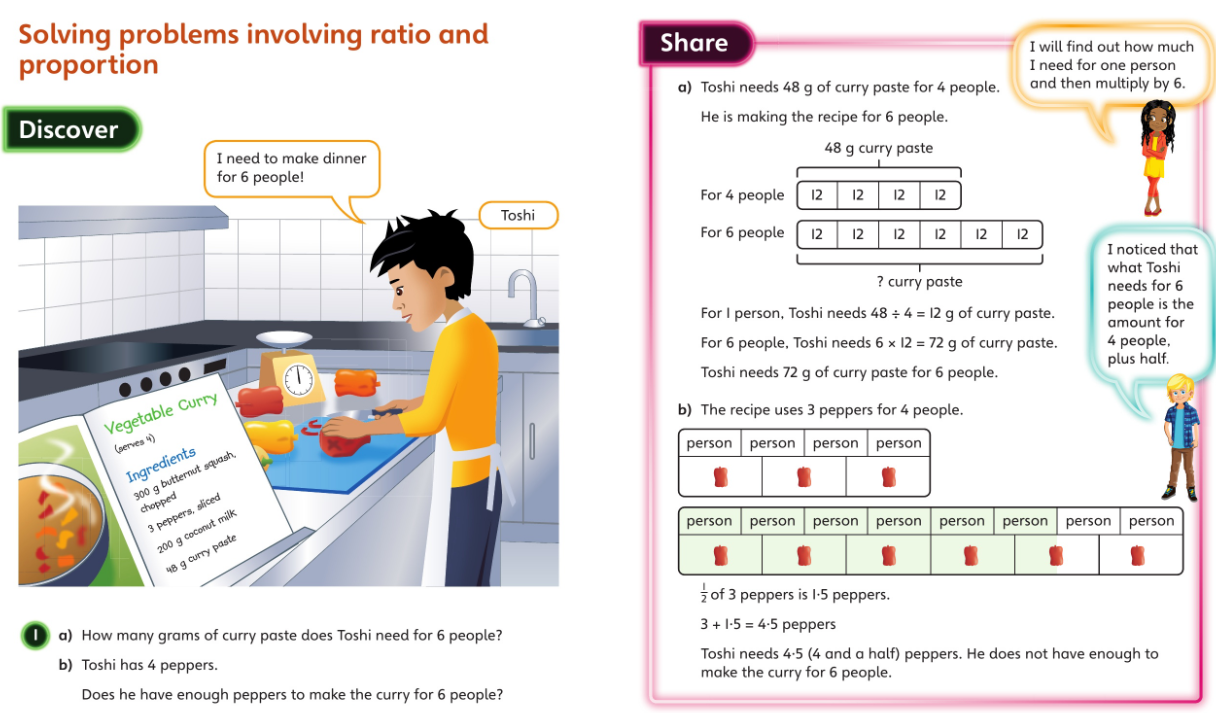 Solving problems involving ratio and
proportion
Discover
I need to make dinner
for 6 people!
Toshi
Vegetable Curry
(serves 4)
Ingredients
300 g butternut squash,
chopped
3 peppers, sliced
200 g coconut milk
48 g curry paste
1 a) How many grams of curry paste does Toshi need for 6 people?
b) Toshi has 4 peppers.
Does he have enough peppers to make the curry for 6 people?
Share
I will find out how much
I need for one person
and then multiply by 6.
a) Toshi needs 48 g of curry paste for 4 people.
He is making the recipe for 6 people.
48 g curry paste
For 4 people 12 12 12 12
For 6 people 12 12 12 12 12 12
? curry paste
I noticed that
what Toshi
needs for 6
people is the
amount for
4 people,
plus half.
For 1 person, Toshi needs 48 ÷ 4 = 12 g of curry paste.
For 6 people, Toshi needs 6 × 12 = 72 g of curry paste.
Toshi needs 72 g of curry paste for 6 people.
b) The recipe uses 3 peppers for 4 people.
person person person person
person person person person person person person person
1/2 of 3 peppers is 1·5 peppers.
3 + 1·5 = 4·5 peppers
Toshi needs 4·5 (4 and a half) peppers. He does not have enough to
make the curry for 6 people.